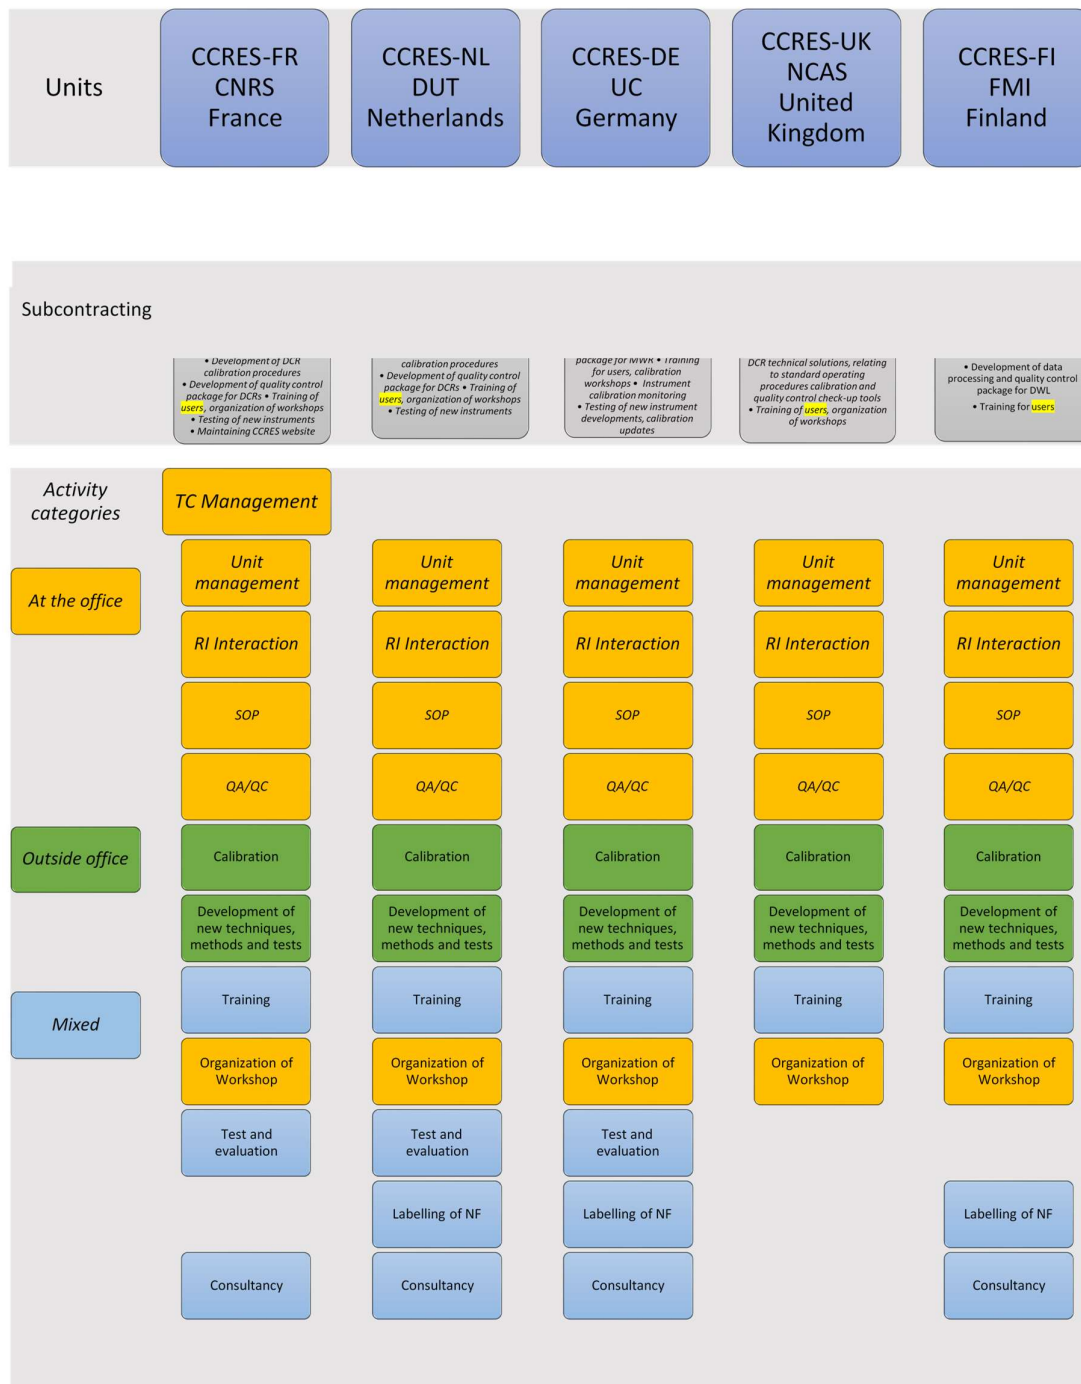 Units
CCRES-FR
CNRS
France
CCRES-NL
DUT
Netherlands
CCRES-DE
UC
Germany
CCRES-UK
NCAS
United
Kingdom
CCRES-FI
FMI
Finland
Subcontracting
• Development of DCR
calibration procedures
• Development of quality control
package for DCRs • Training of
users, organization of workshops
• Testing of new instruments
• Maintaining CCRES website
calibration procedures
• Development of quality control
package for DCRs • Training of
users, organization of workshops
• Testing of new instruments
package for MWR • Training
for users, calibration
workshops • Instrument
calibration monitoring
• Testing of new instrument
developments, calibration
updates
DCR technical solutions, relating
to standard operating
procedures calibration and
quality control check-up tools
• Training of users, organization
of workshops
• Development of data
processing and quality control
package for DWL
• Training for users
Activity
categories
TC Management
At the office
Unit
management
Unit
management
Unit
management
Unit
management
Unit
management
RI Interaction
RI Interaction
RI Interaction
RI Interaction
RI Interaction
SOP
SOP
SOP
SOP
SOP
QA/QC
QA/QC
QA/QC
QA/QC
QA/QC
Outside office
Calibration
Calibration
Calibration
Calibration
Calibration
Development of
new techniques,
methods and tests
Development of
new techniques,
methods and tests
Development of
new techniques,
methods and tests
Development of
new techniques,
methods and tests
Development of
new techniques,
methods and tests
Mixed
Training
Training
Training
Training
Training
Organization of
Workshop
Organization of
Workshop
Organization of
Workshop
Organization of
Workshop
Organization of
Workshop
Test and
evaluation
Test and
evaluation
Test and
evaluation
Labelling of NF
Labelling of NF
Labelling of NF
Consultancy
Consultancy
Consultancy
Consultancy